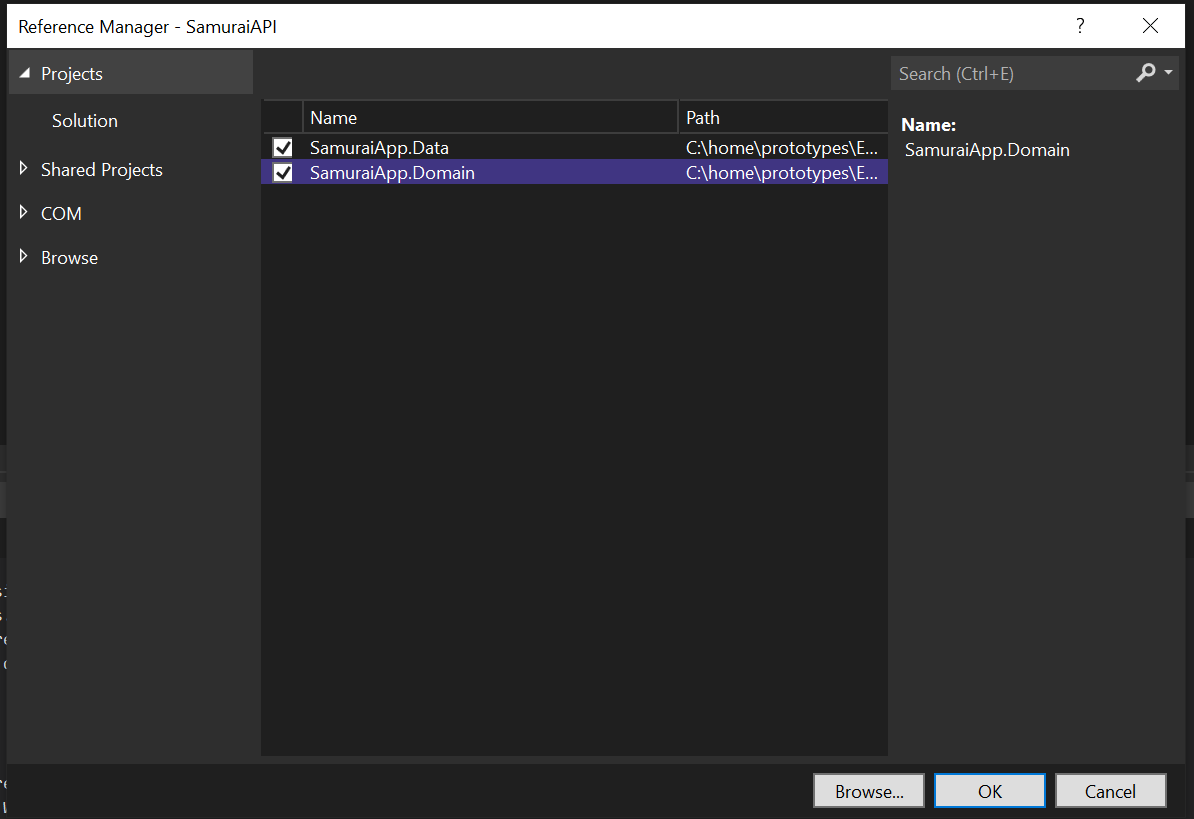 Reference Manager - SamuraiAPI
?
Projects
Search (Ctrl+E)
Solution
Shared Projects
COM
Browse
Name Path
SamuraiApp.Data C:\home\prototypes\E...
SamuraiApp.Domain C:\home\prototypes\E...
Name:
SamuraiApp.Domain
Browse... OK Cancel